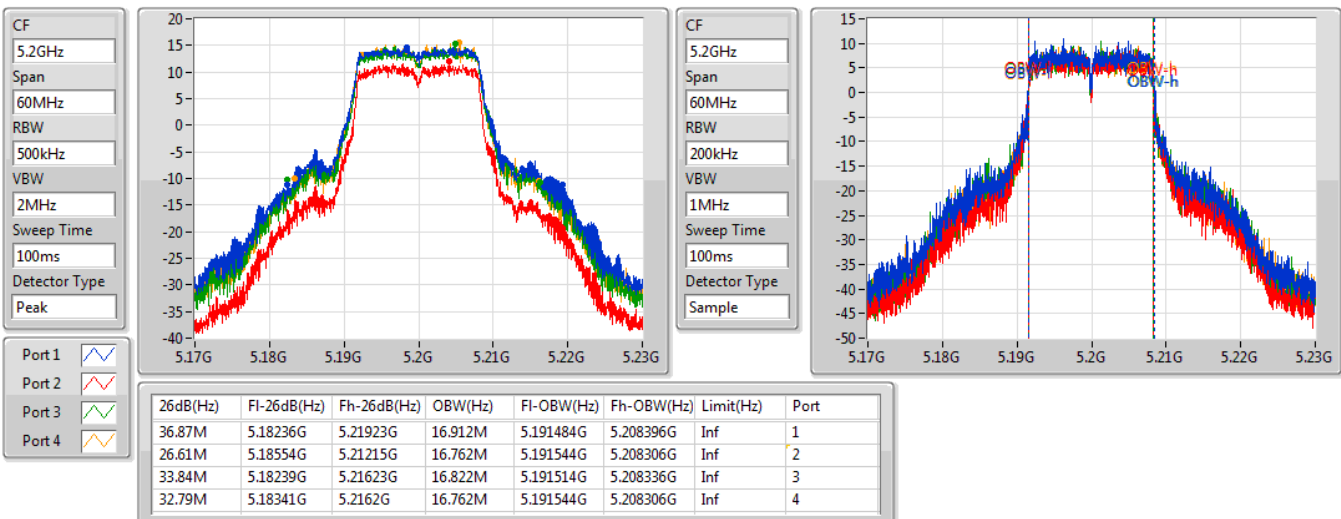 CF
5.2GHz
Span
60MHz
RBW
500kHz
VBW
2MHz
Sweep Time
100ms
Detector Type
Peak
20
15
10
5
0
-5
-10
-15
-20
-25
-30
-35
-40
5.17G 5.18G 5.19G 5.2G 5.21G 5.22G 5.23G
CF
5.2GHz
Span
60MHz
RBW
200kHz
VBW
1MHz
Sweep Time
100ms
Detector Type
Sample
15
10
5
0
-5
-10
-15
-20
-25
-30
-35
-40
-45
-50
OBW-h
OBW-h
5.17G 5.18G 5.19G 5.2G 5.21G 5.22G 5.23G
Port 1
Port 2
Port 3
Port 4
26dB(Hz) Fl-26dB(Hz) Fh-26dB(Hz) OBW(Hz) Fl-OBW(Hz) Fh-OBW(Hz) Limit(Hz) Port
36.87M 5.18236G 5.21923G 16.912M 5.191484G 5.208396G Inf 1
26.61M 5.18554G 5.21215G 16.762M 5.191544G 5.208306G Inf 2
33.84M 5.18239G 5.21623G 16.822M 5.191514G 5.208336G Inf 3
32.79M 5.18341G 5.2162G 16.762M 5.191544G 5.208306G Inf 4